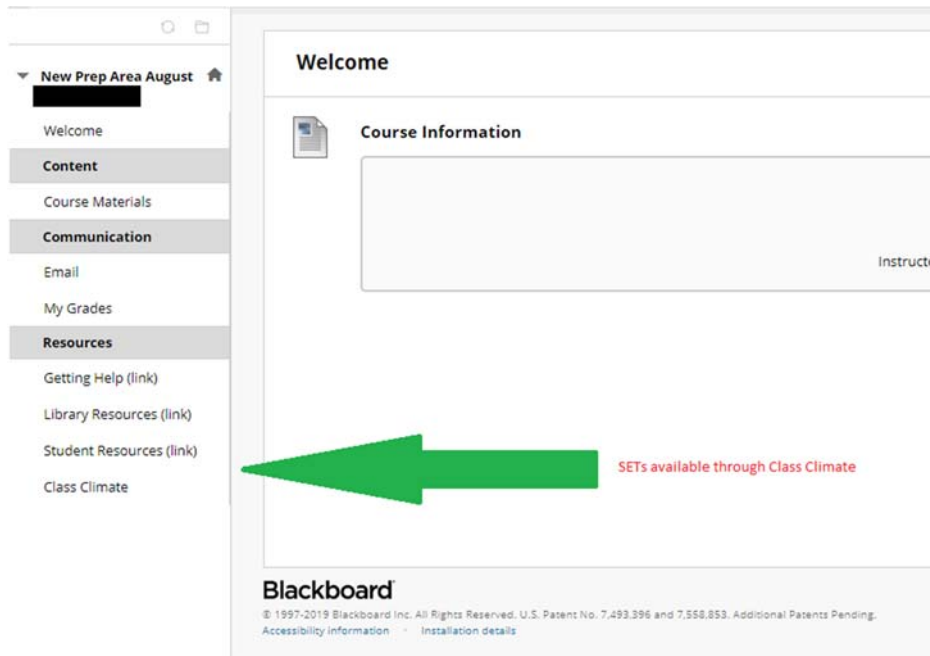 New Prep Area August
Welcome
Content
Course Materials
Communication
Email
My Grades
Resources
Getting Help (link)
Library Resources (link)
Student Resources (link)
Class Climate
Welcome
Course Information
SETs available through Class Climate
Blackboard
© 1997-2019 Blackboard Inc. All Rights Reserved. U.S. Patent No. 7,493,396 and 7,558,853. Additional Patents Pending.
Accessibility information · Installation details